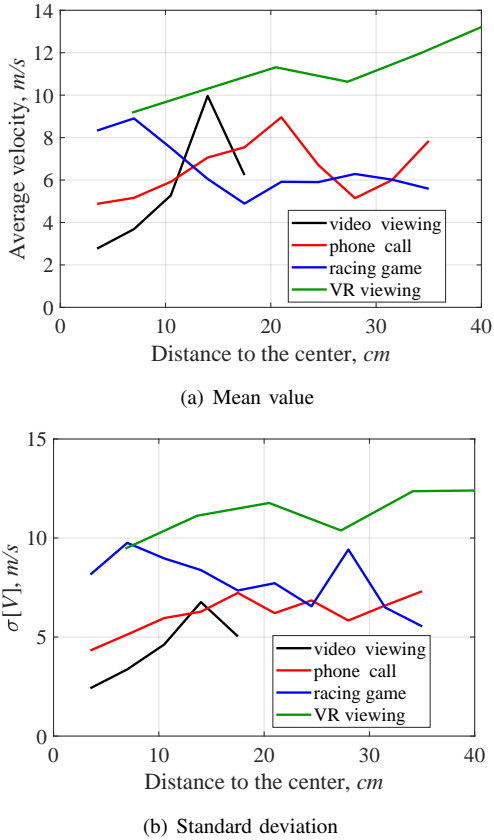 14
12
10
8
6
4
2
0
Average velocity, m/s
video viewing
phone call
racing game
VR viewing
0 10 20 30 40
Distance to the center, cm
(a) Mean value
15
10
5
0
σ[V], m/s
video viewing
phone call
racing game
VR viewing
0 10 20 30 40
Distance to the center, cm
(b) Standard deviation